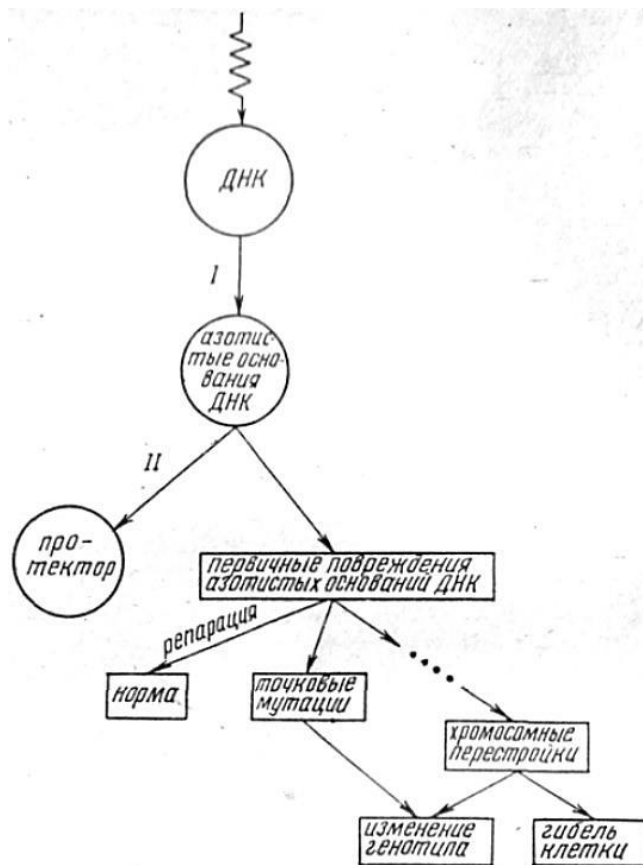 ДНК
I
азотис-
тые осно-
вания
ДНК
II
про-
тектор
первичные повреждения
азотистых оснований ДНК
репарация
норма
точковые
мутации
хромосомные
перестройки
изменение
генотипа
гибель
клетки